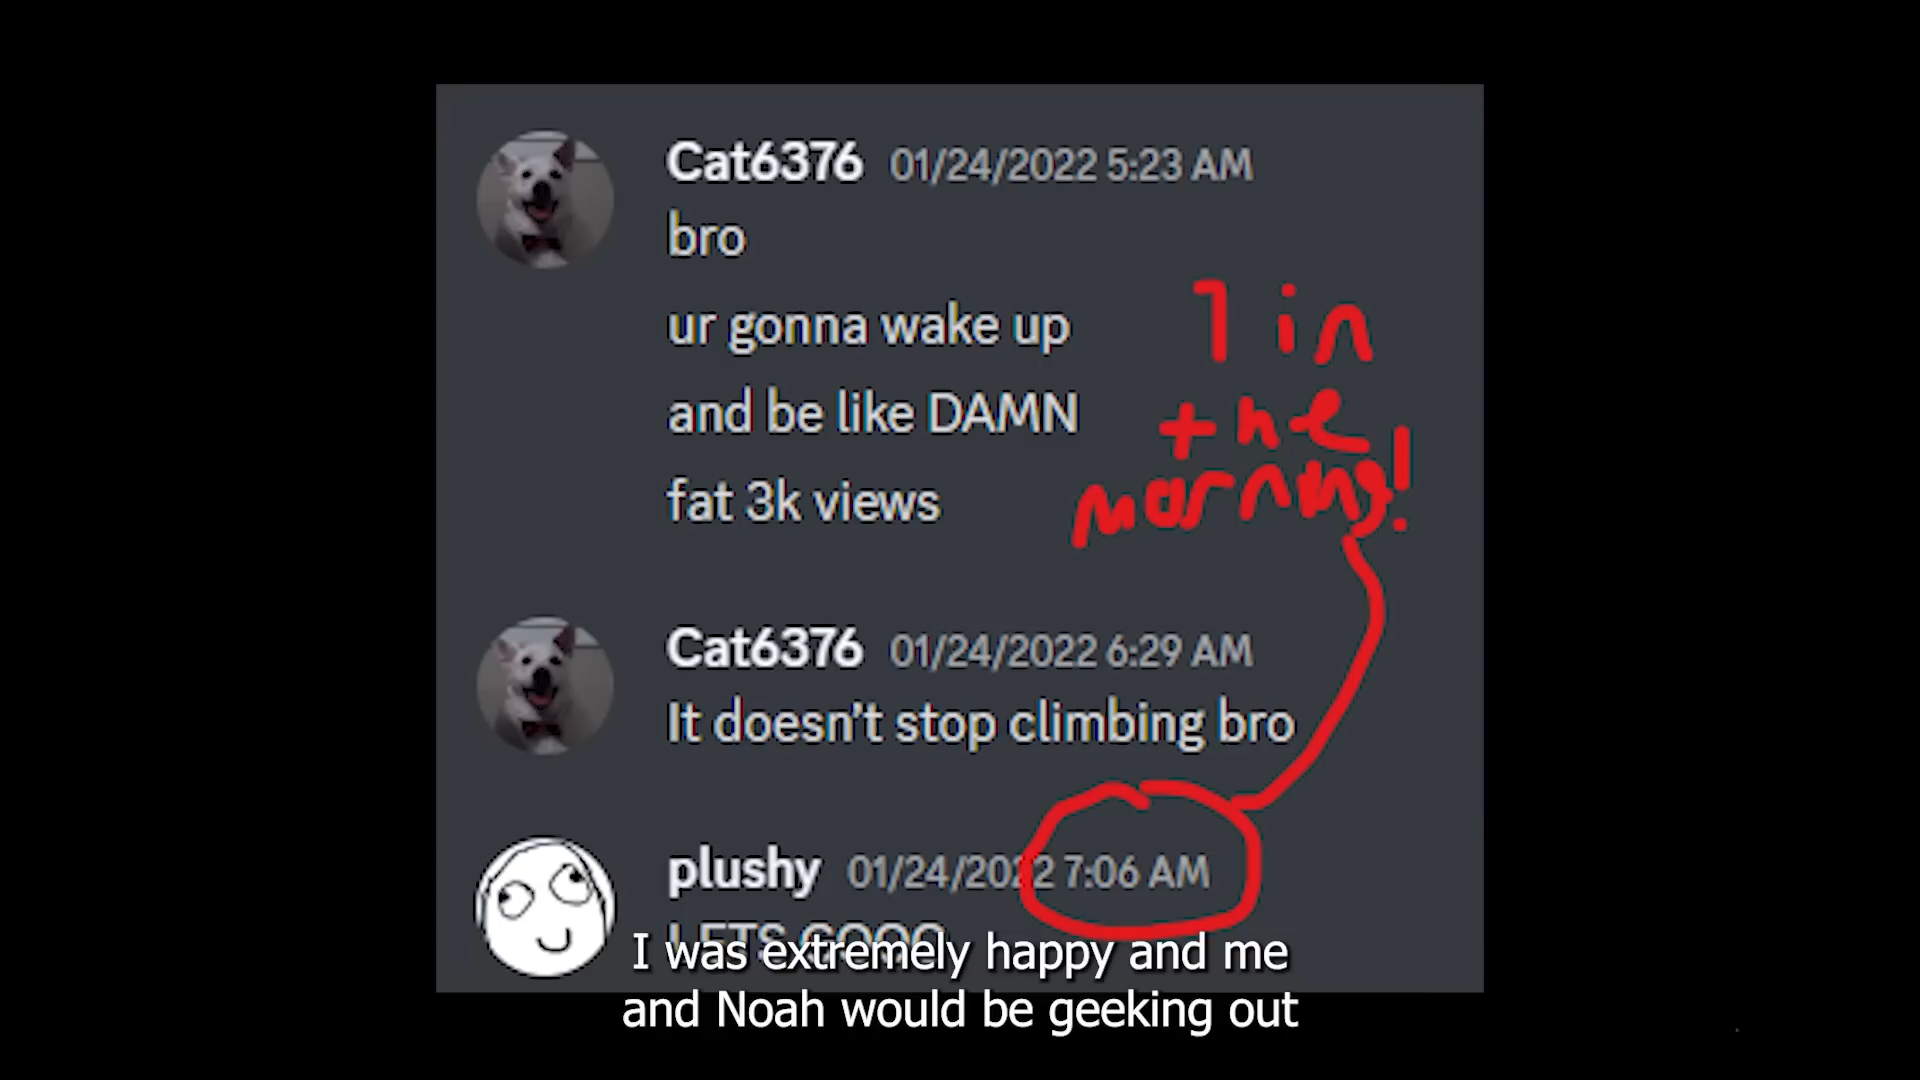 Cat6376 01/24/2022 5:23 AM
bro
ur gonna wake up
and be like DAMN
fat 3k views
7 in
the
morning!
Cat6376 01/24/2022 6:29 AM
It doesn't stop climbing bro
plushy 01/24/2022 7:06 AM
LETS GOOO
I was extremely happy and me
and Noah would be geeking out